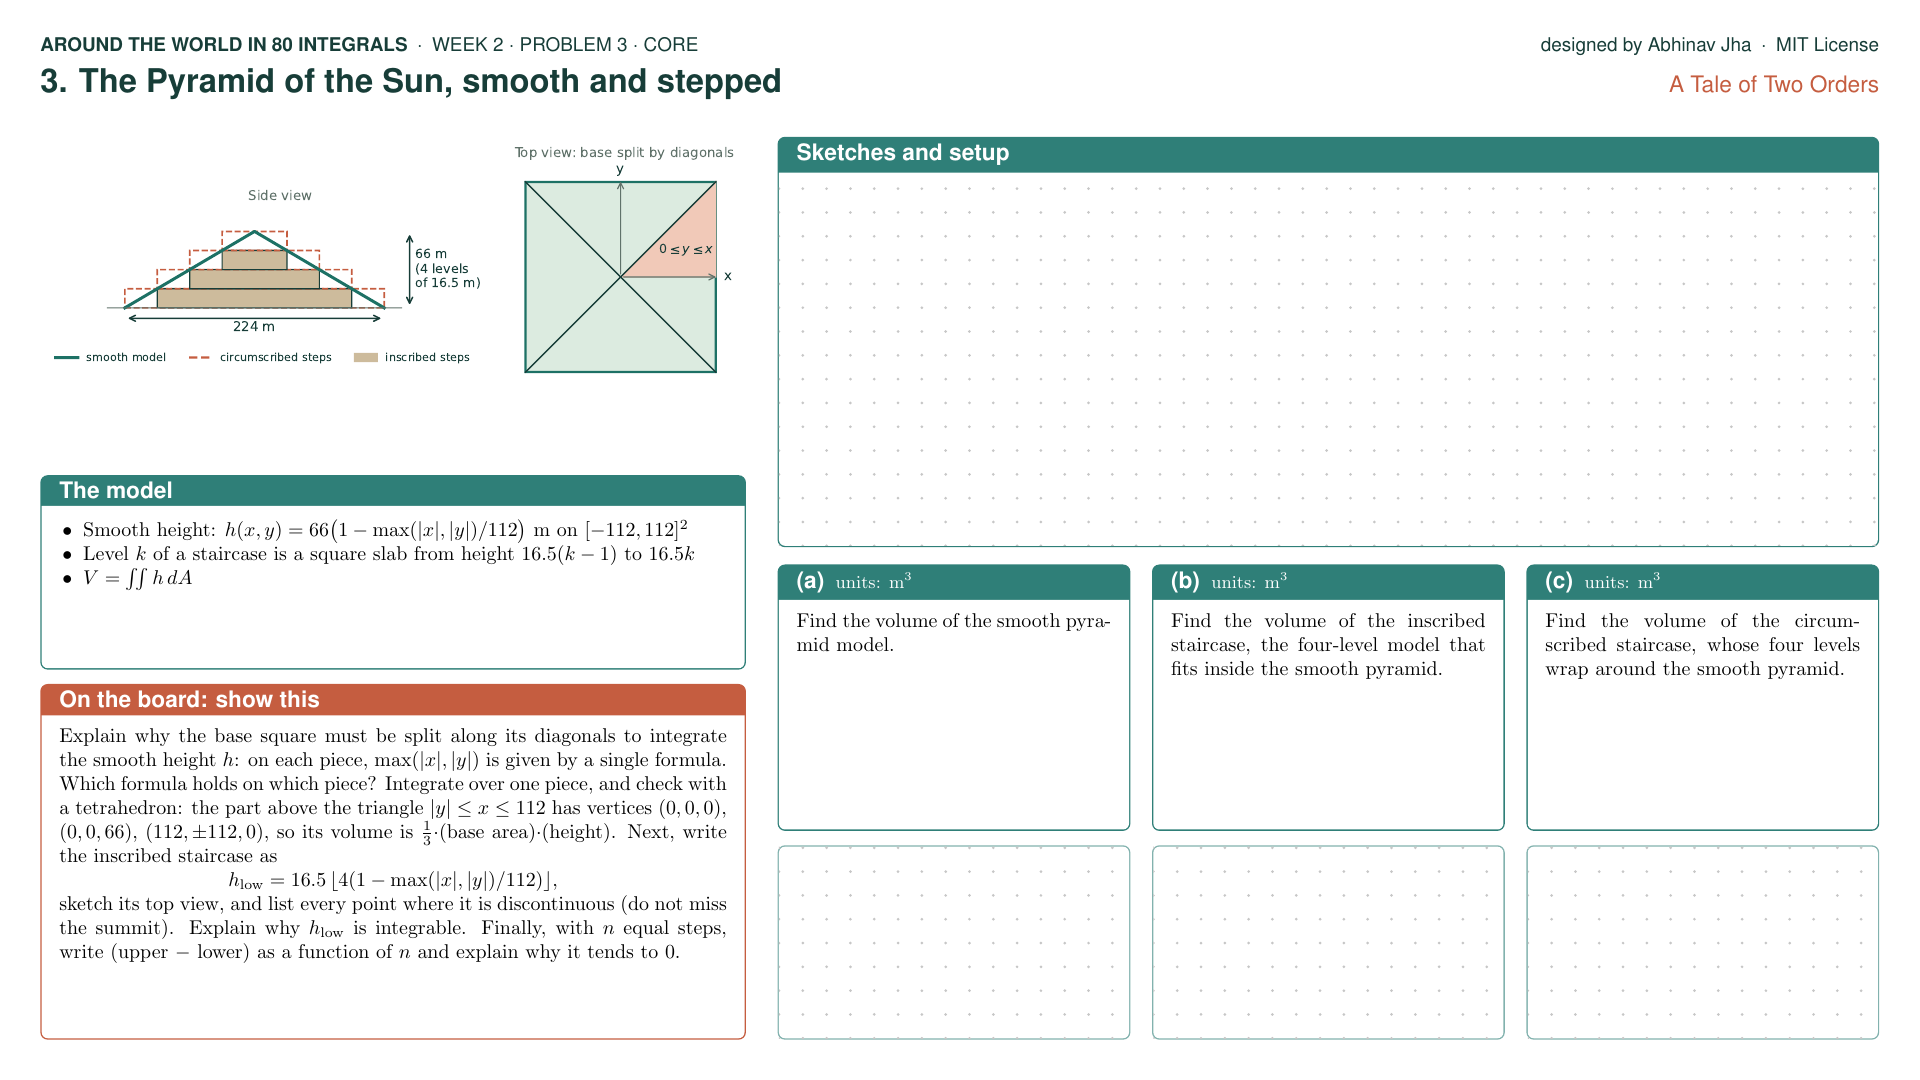 AROUND THE WORLD IN 80 INTEGRALS · WEEK 2 · PROBLEM 3 · CORE
designed by Abhinav Jha · MIT License
3. The Pyramid of the Sun, smooth and stepped
A Tale of Two Orders
Side view
66 m
(4 levels
of 16.5 m)
224 m
smooth model
circumscribed steps
inscribed steps
Top view: base split by diagonals
y
0 ≤ y ≤ x
x
The model
• Smooth height: h(x, y) = 66(1 − max(|x|, |y|)/112) m on [−112, 112]²
• Level k of a staircase is a square slab from height 16.5(k − 1) to 16.5k
• V = ∬ h dA
On the board: show this
Explain why the base square must be split along its diagonals to integrate
the smooth height h: on each piece, max(|x|, |y|) is given by a single formula.
Which formula holds on which piece? Integrate over one piece, and check with
a tetrahedron: the part above the triangle |y| ≤ x ≤ 112 has vertices (0, 0, 0),
(0, 0, 66), (112, ±112, 0), so its volume is 1/3·(base area)·(height). Next, write
the inscribed staircase as
h_low = 16.5 ⌊4(1 − max(|x|, |y|)/112)⌋,
sketch its top view, and list every point where it is discontinuous (do not miss
the summit). Explain why h_low is integrable. Finally, with n equal steps,
write (upper − lower) as a function of n and explain why it tends to 0.
Sketches and setup
(a) units: m³
Find the volume of the smooth pyra-
mid model.
(b) units: m³
Find the volume of the inscribed
staircase, the four-level model that
fits inside the smooth pyramid.
(c) units: m³
Find the volume of the circum-
scribed staircase, whose four levels
wrap around the smooth pyramid.